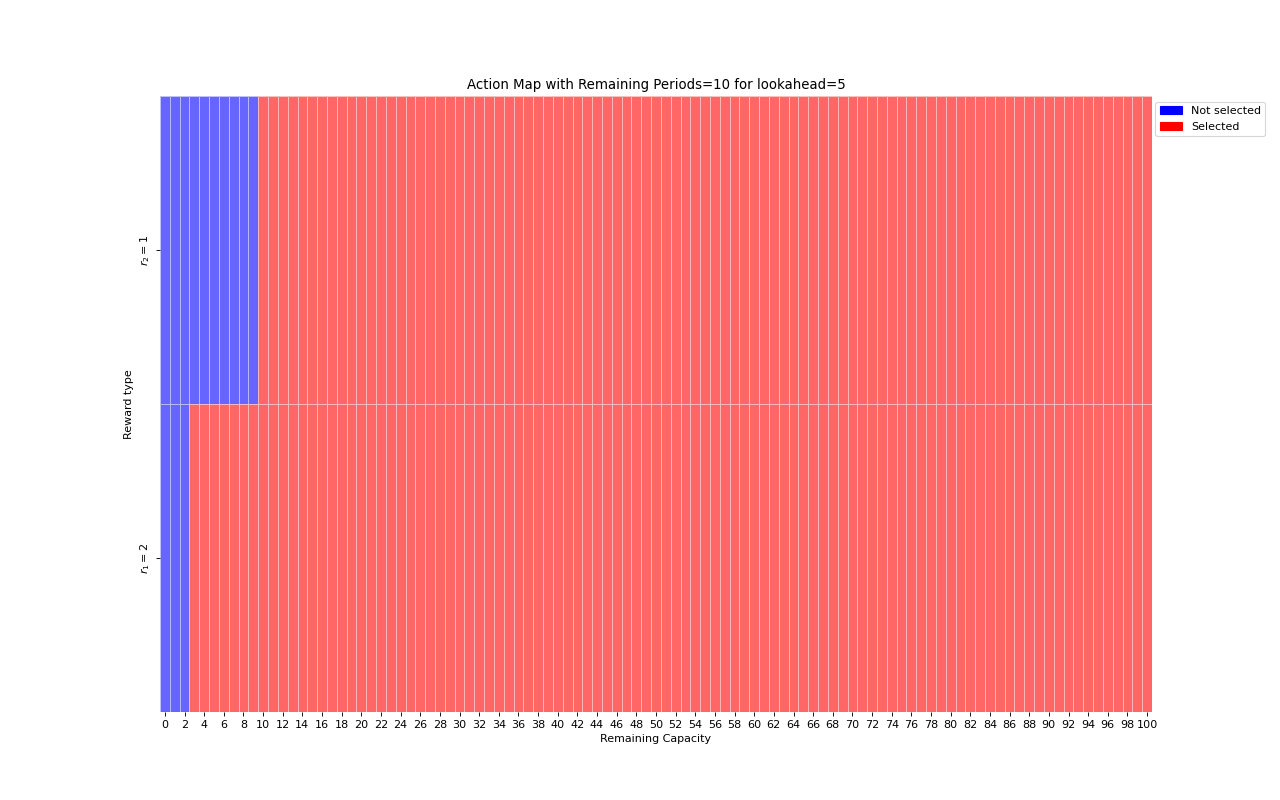 Action Map with Remaining Periods=10 for lookahead=5
Not selected
Selected
r₂ = 1
Reward type
r₁ = 2
0 2 4 6 8 10 12 14 16 18 20 22 24 26 28 30 32 34 36 38 40 42 44 46 48 50 52 54 56 58 60 62 64 66 68 70 72 74 76 78 80 82 84 86 88 90 92 94 96 98 100
Remaining Capacity